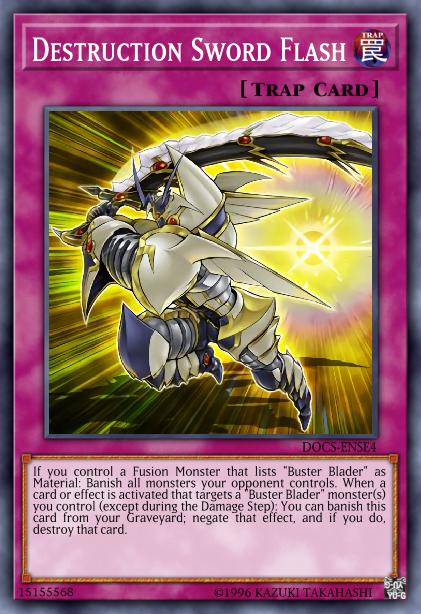 DESTRUCTION SWORD FLASH
TRAP
罠
[TRAP CARD]
DOCS-ENSE4
If you control a Fusion Monster that lists "Buster Blader" as
Material: Banish all monsters your opponent controls. When a
card or effect is activated that targets a "Buster Blader" monster(s)
you control (except during the Damage Step): You can banish this
card from your Graveyard; negate that effect, and if you do,
destroy that card.
15155568
©1996 KAZUKI TAKAHASHI